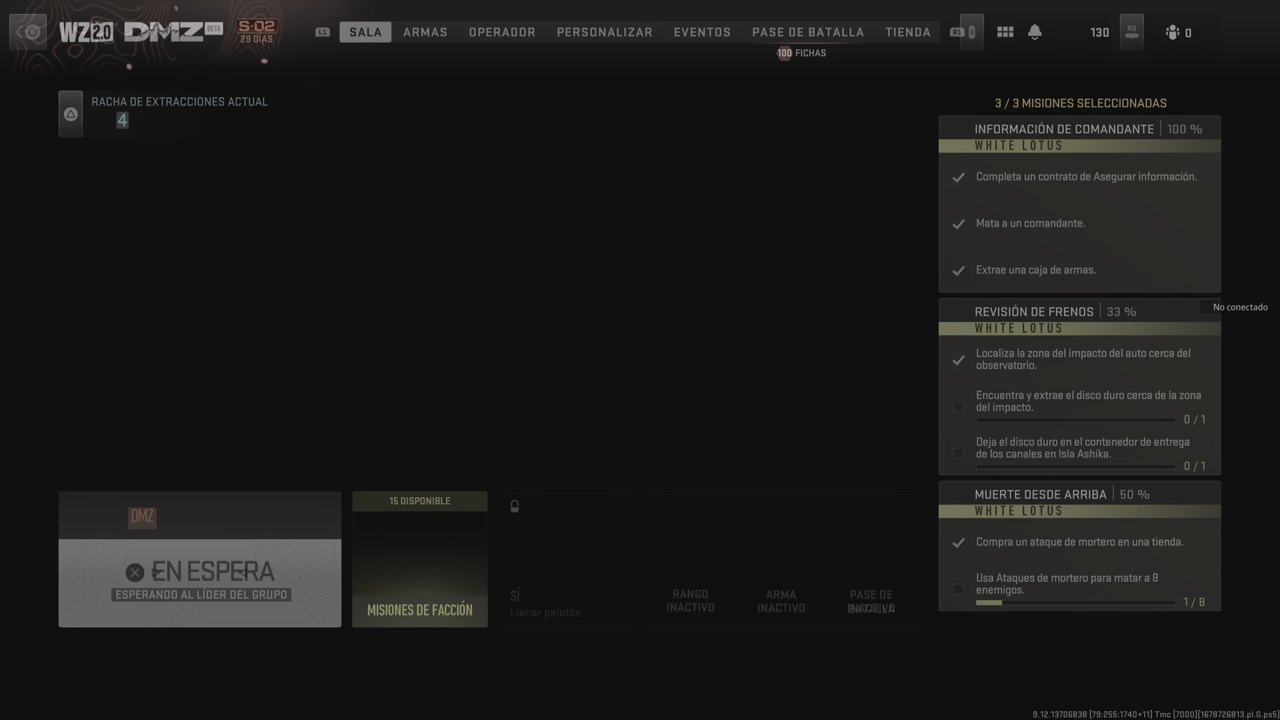 WZ 2.0 DMZ BETA
S:02
29 DÍAS
L1 SALA ARMAS OPERADOR PERSONALIZAR EVENTOS PASE DE BATALLA TIENDA R1
100 FICHAS
130 R3 0
RACHA DE EXTRACCIONES ACTUAL
4
3 / 3 MISIONES SELECCIONADAS
INFORMACIÓN DE COMANDANTE | 100 %
WHITE LOTUS
Completa un contrato de Asegurar información.
Mata a un comandante.
Extrae una caja de armas.
No conectado
REVISIÓN DE FRENOS | 33 %
WHITE LOTUS
Localiza la zona del impacto del auto cerca del
observatorio.
Encuentra y extrae el disco duro cerca de la zona
del impacto.
0 / 1
Deja el disco duro en el contenedor de entrega
de los canales en Isla Ashika.
0 / 1
MUERTE DESDE ARRIBA | 50 %
WHITE LOTUS
Compra un ataque de mortero en una tienda.
Usa Ataques de mortero para matar a 8
enemigos.
1 / 8
DMZ
EN ESPERA
ESPERANDO AL LÍDER DEL GRUPO
15 DISPONIBLE
MISIONES DE FACCIÓN
SÍ
Llenar pelotón
RANGO
INACTIVO
ARMA
INACTIVO
PASE DE
BATALLA
9.12.13706838 [79:255:1740+11] Tmc [7000][1679726813.pl.G.ps5]